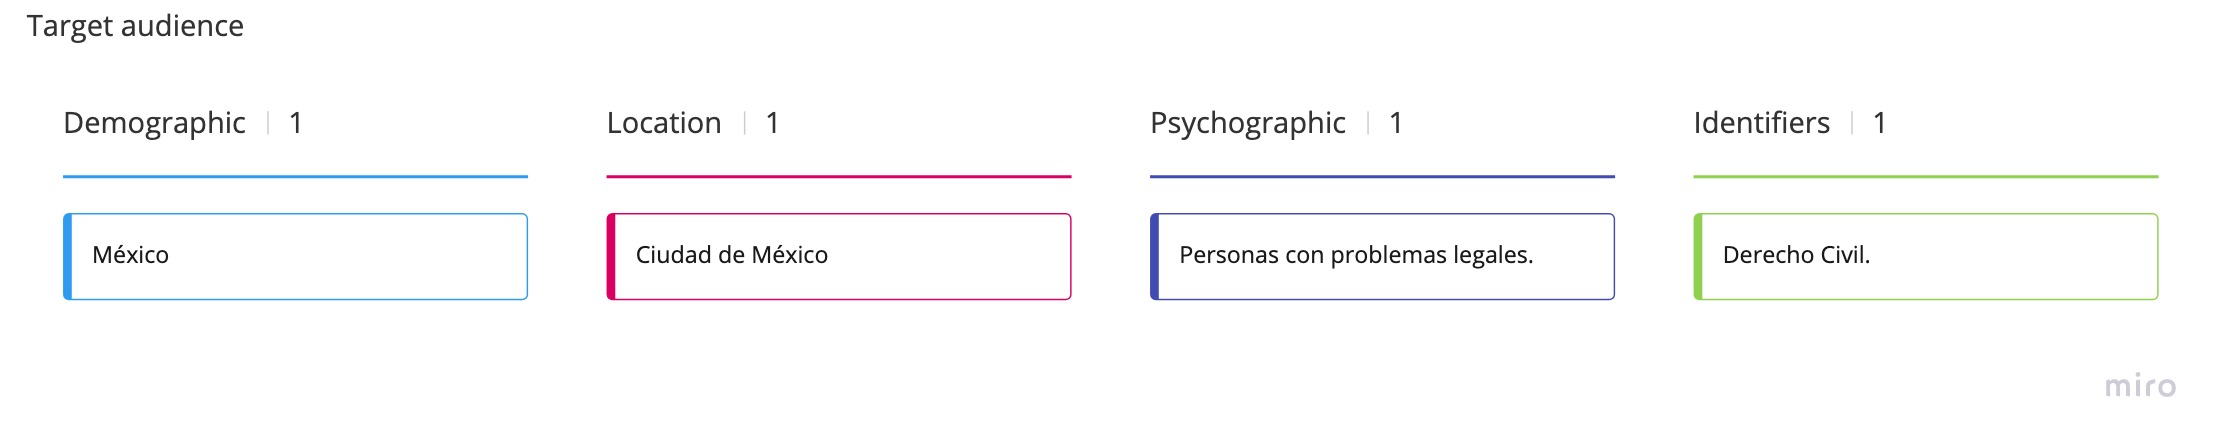 Target audience
Demographic | 1
Location | 1
Psychographic | 1
Identifiers | 1
México
Ciudad de México
Personas con problemas legales.
Derecho Civil.
miro